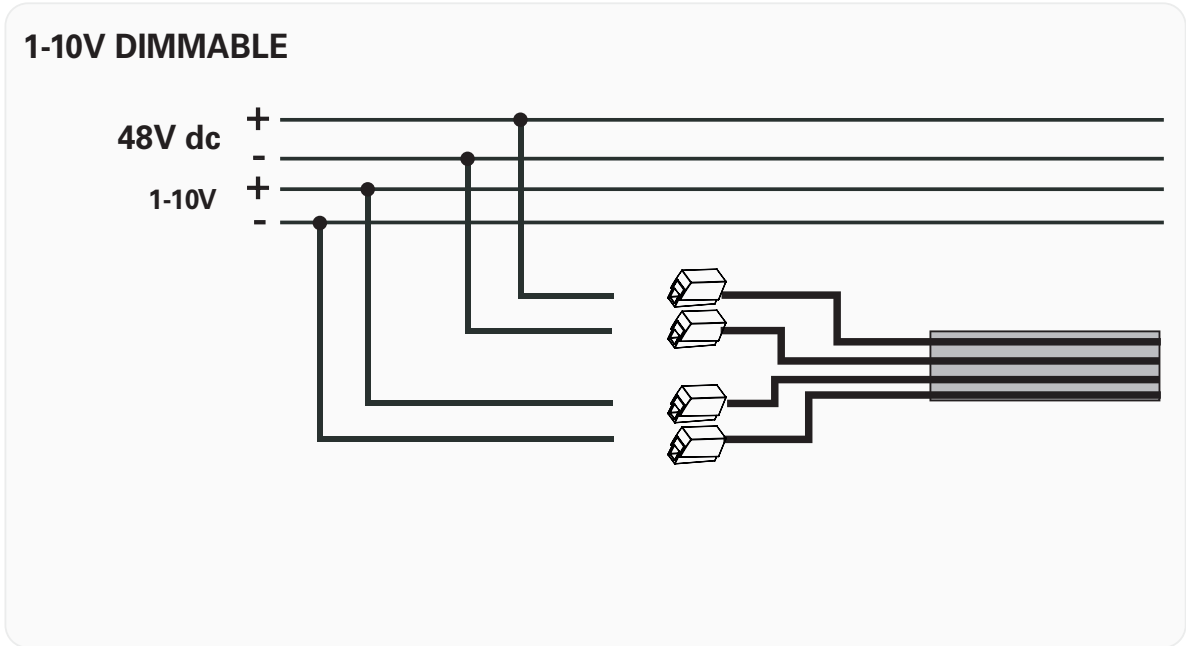 1-10V DIMMABLE
+
48V dc
-
+
1-10V
-